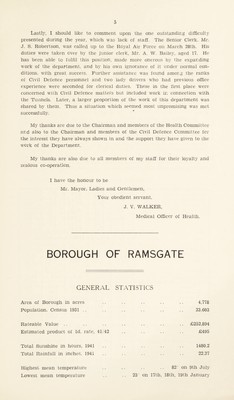 5
Lastly, I should like to comment upon the one outstanding difficulty
presented during the year, which was lack of staff. The Senior Clerk, Mr.
J. S. Robertson, was called up to the Royal Air Force on March 28th. His
duties were taken over by the junior clerk, Mr. A. W. Bailey, aged 17. He
has been able to fulfil this position, made more onerous by the expanding
work of the department, and by his own ignorance of it under normal con-
ditions, with great success. Further assistance was found among the ranks
of Civil Defence personnel and two lady drivers who had previous office
experience were seconded for clerical duties. These in the first place were
concerned with Civil Defence matters but included work in connection with
the Tunnels. Later, a larger proportion of the work of this department was
shared by them. Thus a situation which seemed most unpromising was met
successfully.
My thanks are due to the Chairman and members of the Health Committee
and also to the Chairman and members of the Civil Defence Committee for
the interest they have always shown in and the support they have given to the
work of the Department.
My thanks are also due to all members of my staff for their loyalty and
zealous co-operation.
I have the honour to be
Mr. Mayor, Ladies and Gentlemen,
Your obedient servant,
J. V. WALKER,
Medical Officer of Health.
BOROUGH OF RAMSGATE
GENERAL STATISTICS
Area of Borough in acres ... 4,776
Population. Census 1931 ... 33,603
Rateable Value ... £232,894
Estimated product of 1d. rate, 41/42 £405
Total Sunshine in hours, 1941
Total Rainfall in inches, 1941 22.27
Highest mean temperature ... 82° on 9th July
Lowest mean temperature ... 23° on 17th, 18th, 19th January